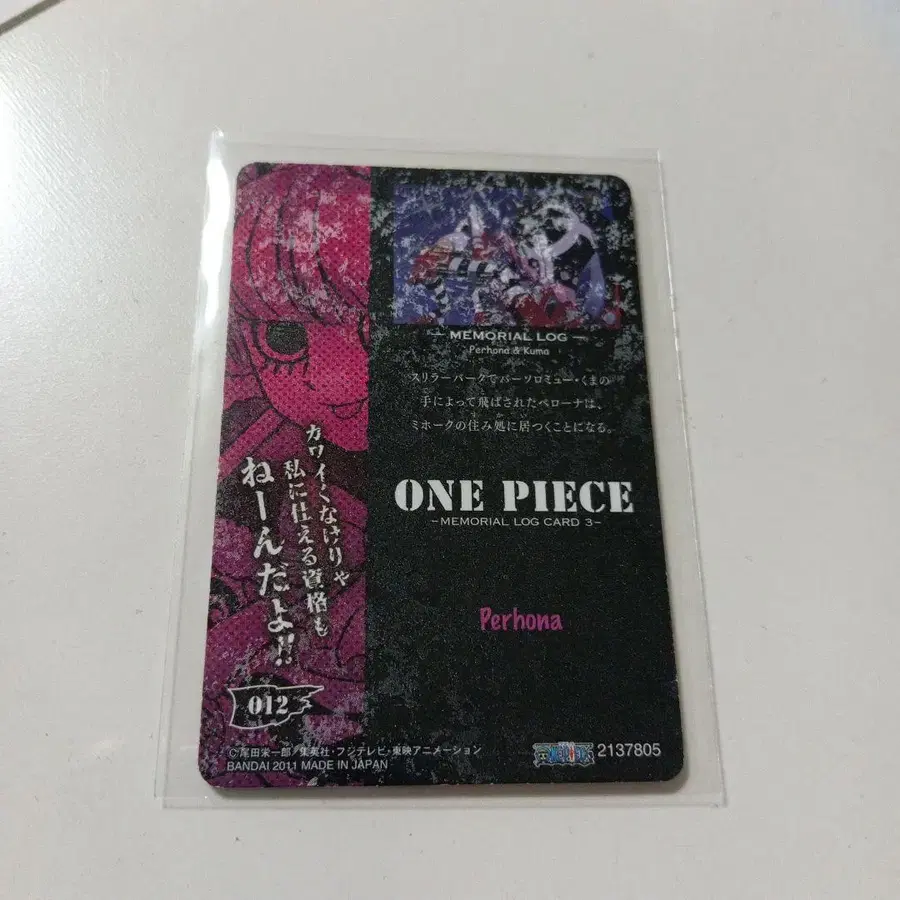 — MEMORIAL LOG —
Perhona & Kuma
スリラーバークでバーソロミュー・くまの
手によって飛ばされたペローナは、
ミホークの住み処に居つくことになる。
ONE PIECE
–MEMORIAL LOG CARD 3–
Perhona
カワイくなけりゃ
私に仕える資格も
ねーんだよ!!
012
©尾田栄一郎/集英社・フジテレビ・東映アニメーション
BANDAI 2011 MADE IN JAPAN
ONE PIECE
2137805